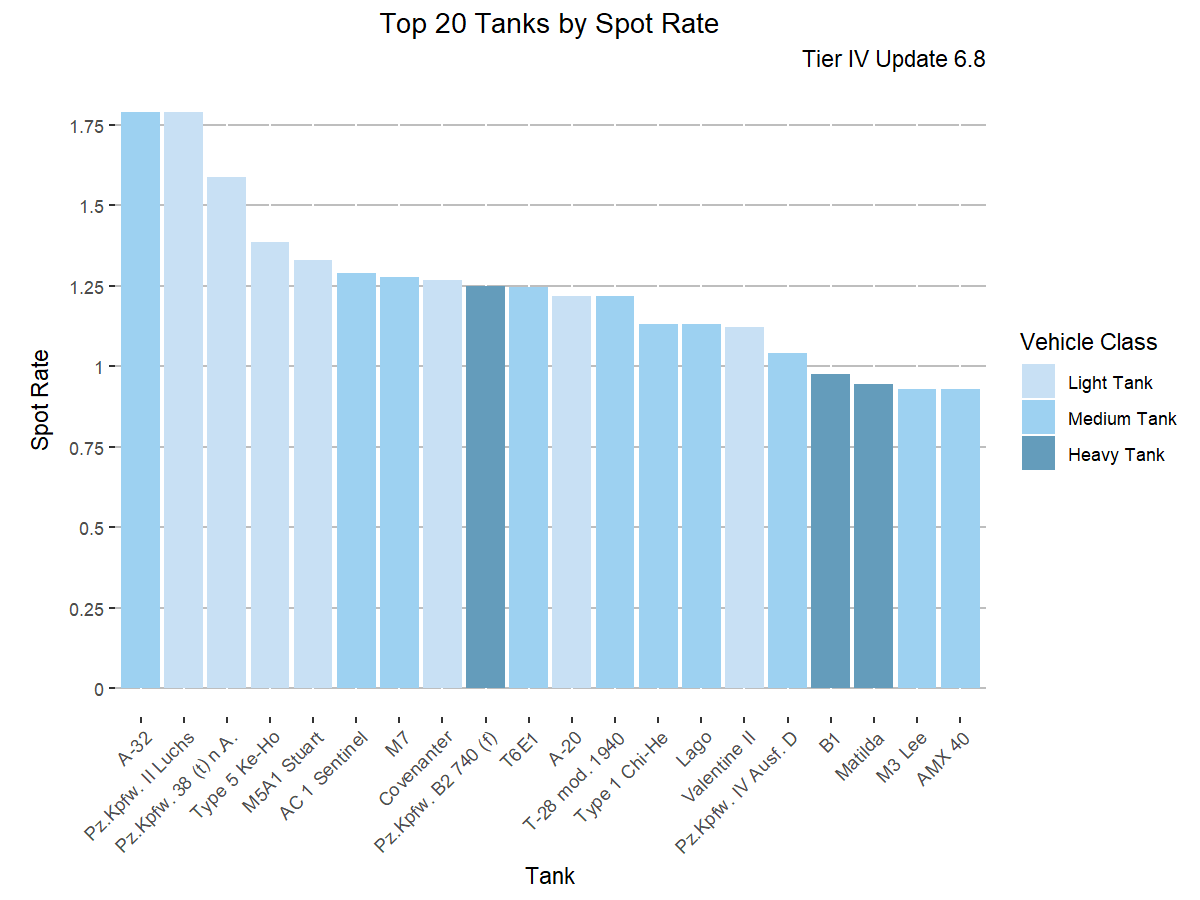 Top 20 Tanks by Spot Rate
Tier IV Update 6.8
Spot Rate
1.75
1.5
1.25
1
0.75
0.5
0.25
0
A-32
Pz.Kpfw. II Luchs
Pz.Kpfw. 38 (t) n.A.
Type 5 Ke-Ho
M5A1 Stuart
AC 1 Sentinel
M7
Covenanter
Pz.Kpfw. B2 740 (f)
T6E1
A-20
T-28 mod. 1940
Type 1 Chi-He
Lago
Valentine II
Pz.Kpfw. IV Ausf. D
B1
Matilda
M3 Lee
AMX 40
Tank
Vehicle Class
Light Tank
Medium Tank
Heavy Tank